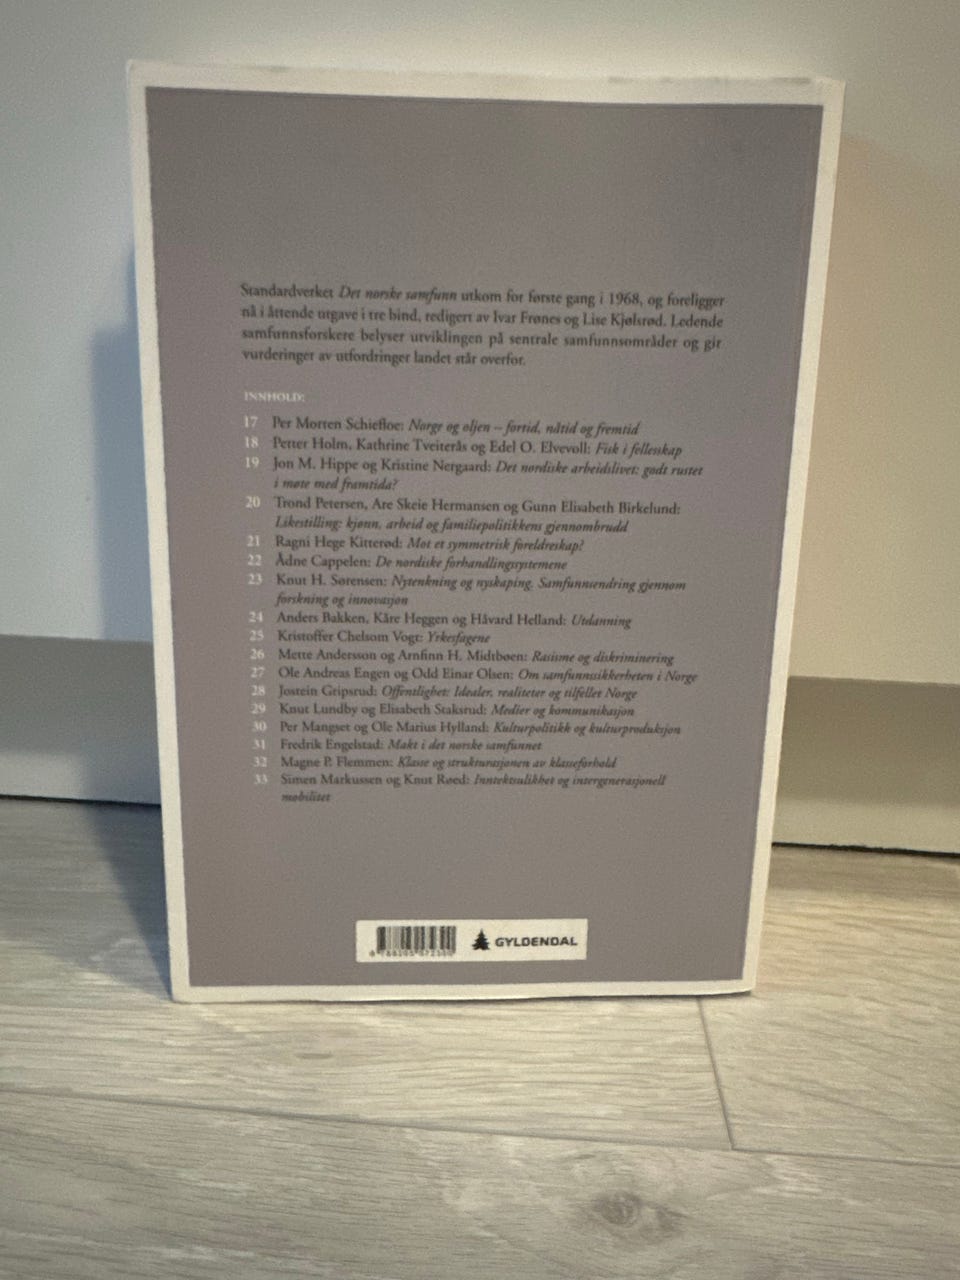 Standardverket Det norske samfunn utkom for første gang i 1968, og foreligger
nå i åttende utgave i tre bind, redigert av Ivar Frønes og Lise Kjølsrød. Ledende
samfunnsforskere belyser utviklingen på sentrale samfunnsområder og gir
vurderinger av utfordringer landet står overfor.
INNHOLD:
17 Per Morten Schiefloe: Norge og oljen – fortid, nåtid og fremtid
18 Petter Holm, Kathrine Tveiterås og Edel O. Elvevoll: Fisk i fellesskap
19 Jon M. Hippe og Kristine Nergaard: Det nordiske arbeidslivet: godt rustet
i møte med framtida?
20 Trond Petersen, Are Skeie Hermansen og Gunn Elisabeth Birkelund:
Likestilling: kjønn, arbeid og familiepolitikkens gjennombrudd
21 Ragni Hege Kitterød: Mot et symmetrisk foreldreskap?
22 Ådne Cappelen: De nordiske forhandlingssystemene
23 Knut H. Sørensen: Nytenkning og nyskaping. Samfunnsendring gjennom
forskning og innovasjon
24 Anders Bakken, Kåre Heggen og Håvard Helland: Utdanning
25 Kristoffer Chelsom Vogt: Yrkesfagene
26 Mette Andersson og Arnfinn H. Midtbøen: Rasisme og diskriminering
27 Ole Andreas Engen og Odd Einar Olsen: Om samfunnssikkerheten i Norge
28 Jostein Gripsrud: Offentlighet: Idealer, realiteter og tilfellet Norge
29 Knut Lundby og Elisabeth Staksrud: Medier og kommunikasjon
30 Per Mangset og Ole Marius Hylland: Kulturpolitikk og kulturproduksjon
31 Fredrik Engelstad: Makt i det norske samfunnet
32 Magne P. Flemmen: Klasse og strukturasjonen av klasseforhold
33 Simen Markussen og Knut Røed: Inntektsulikhet og intergenerasjonell
mobilitet
GYLDENDAL